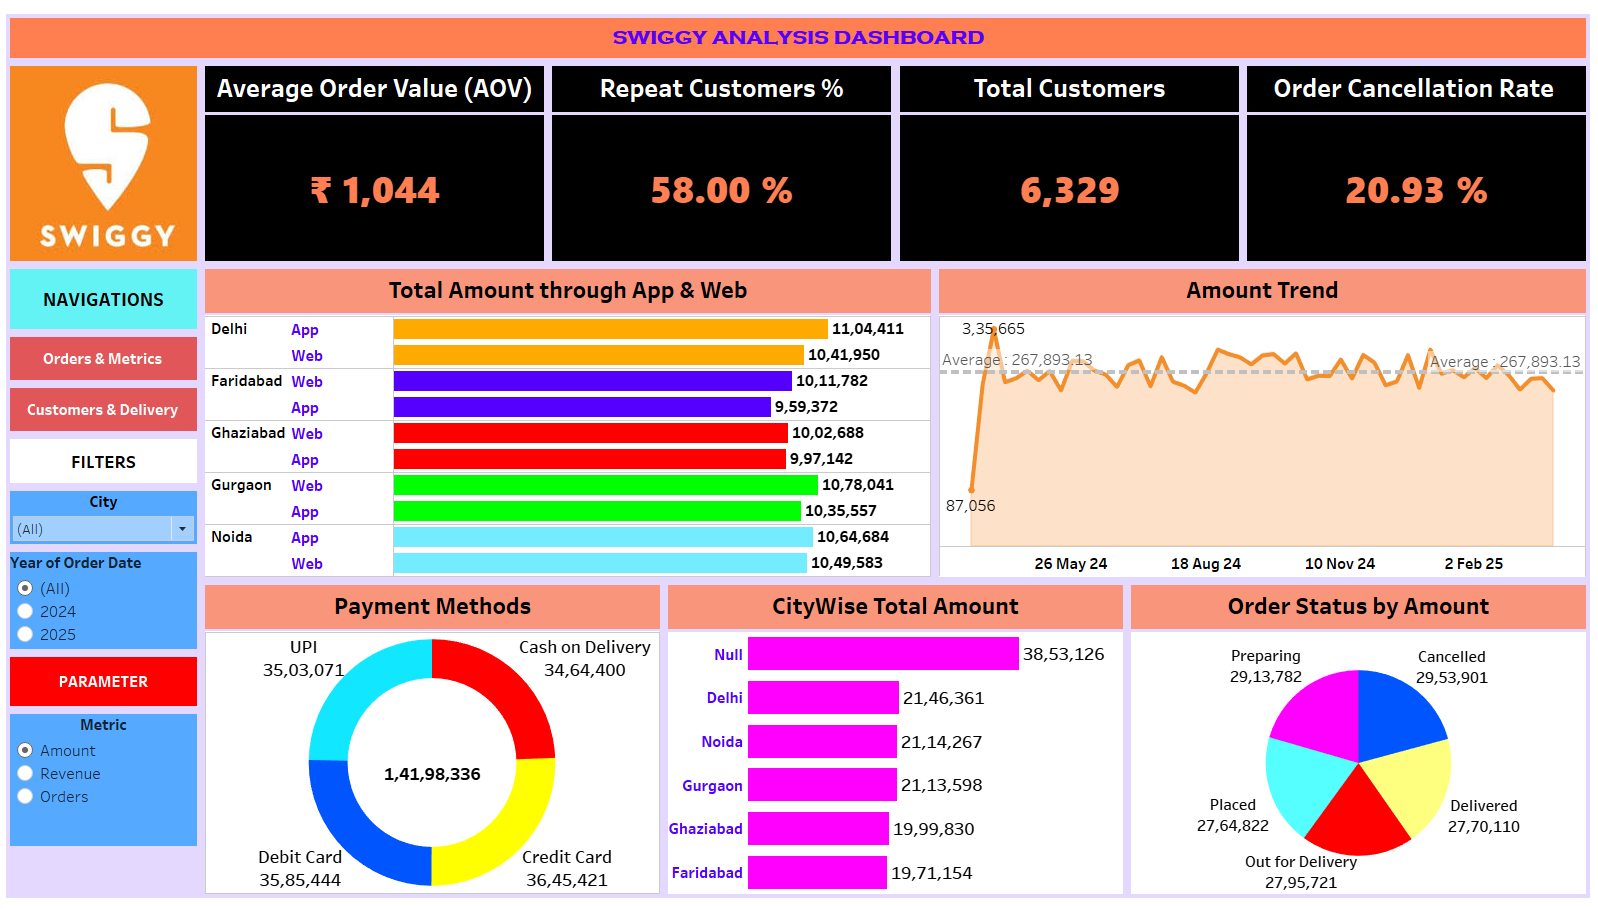 SWIGGY ANALYSIS DASHBOARD
SWIGGY
Average Order Value (AOV)
₹ 1,044
Repeat Customers %
58.00 %
Total Customers
6,329
Order Cancellation Rate
20.93 %
NAVIGATIONS
Orders & Metrics
Customers & Delivery
FILTERS
City
(All)
Year of Order Date
(All)
2024
2025
PARAMETER
Metric
Amount
Revenue
Orders
Total Amount through App & Web
Delhi App 11,04,411
Web 10,41,950
Faridabad Web 10,11,782
App 9,59,372
Ghaziabad Web 10,02,688
App 9,97,142
Gurgaon Web 10,78,041
App 10,35,557
Noida App 10,64,684
Web 10,49,583
Amount Trend
3,35,665
Average : 267,893.13
Average : 267,893.13
87,056
26 May 24 18 Aug 24 10 Nov 24 2 Feb 25
Payment Methods
UPI
35,03,071
Cash on Delivery
34,64,400
1,41,98,336
Debit Card
35,85,444
Credit Card
36,45,421
CityWise Total Amount
Null 38,53,126
Delhi 21,46,361
Noida 21,14,267
Gurgaon 21,13,598
Ghaziabad 19,99,830
Faridabad 19,71,154
Order Status by Amount
Preparing
29,13,782
Cancelled
29,53,901
Placed
27,64,822
Delivered
27,70,110
Out for Delivery
27,95,721